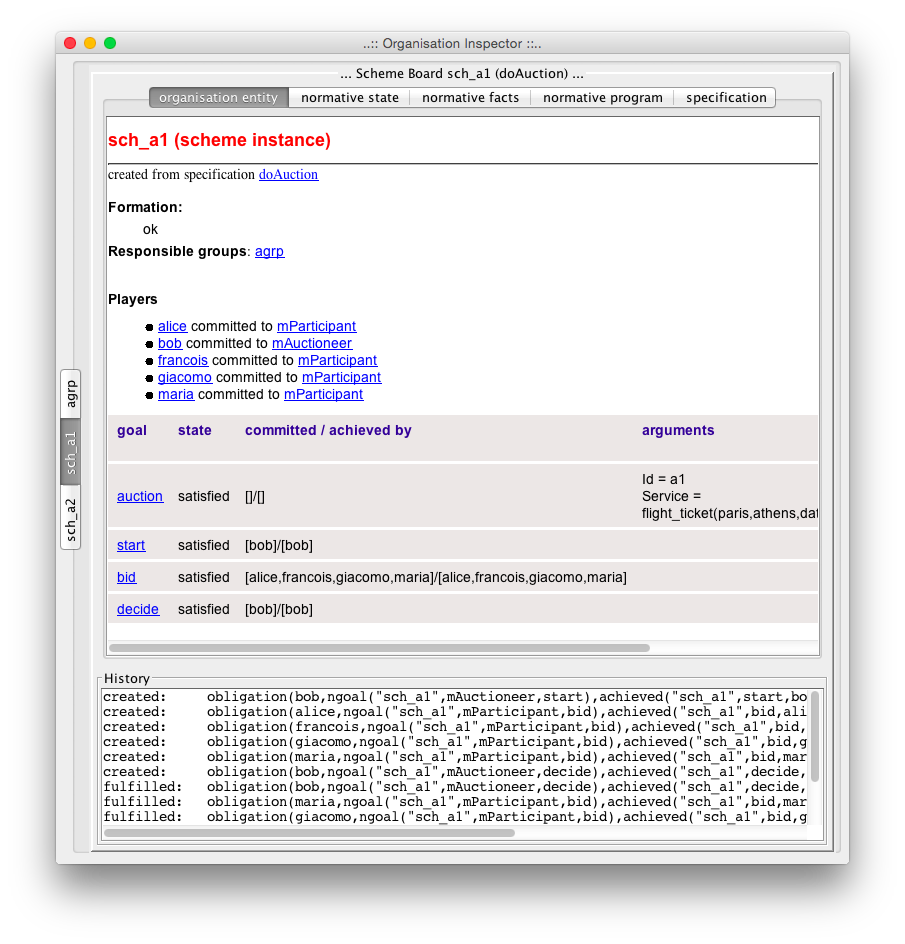 ..:: Organisation Inspector ::..
... Scheme Board sch_a1 (doAuction) ...
organisation entity normative state normative facts normative program specification
agrp
sch_a1
sch_a2
sch_a1 (scheme instance)
created from specification doAuction
Formation:
ok
Responsible groups: agrp
Players
alice committed to mParticipant
bob committed to mAuctioneer
francois committed to mParticipant
giacomo committed to mParticipant
maria committed to mParticipant
goal state committed / achieved by arguments
auction satisfied []/[] Id = a1
Service =
flight_ticket(paris,athens,dat
start satisfied [bob]/[bob]
bid satisfied [alice,francois,giacomo,maria]/[alice,francois,giacomo,maria]
decide satisfied [bob]/[bob]
History
created: obligation(bob,ngoal("sch_a1",mAuctioneer,start),achieved("sch_a1",start,bo
created: obligation(alice,ngoal("sch_a1",mParticipant,bid),achieved("sch_a1",bid,ali
created: obligation(francois,ngoal("sch_a1",mParticipant,bid),achieved("sch_a1",bid,
created: obligation(giacomo,ngoal("sch_a1",mParticipant,bid),achieved("sch_a1",bid,g
created: obligation(maria,ngoal("sch_a1",mParticipant,bid),achieved("sch_a1",bid,mar
created: obligation(bob,ngoal("sch_a1",mAuctioneer,decide),achieved("sch_a1",decide,
fulfilled: obligation(bob,ngoal("sch_a1",mAuctioneer,decide),achieved("sch_a1",decide,
fulfilled: obligation(maria,ngoal("sch_a1",mParticipant,bid),achieved("sch_a1",bid,mar
fulfilled: obligation(giacomo,ngoal("sch_a1",mParticipant,bid),achieved("sch_a1",bid,g